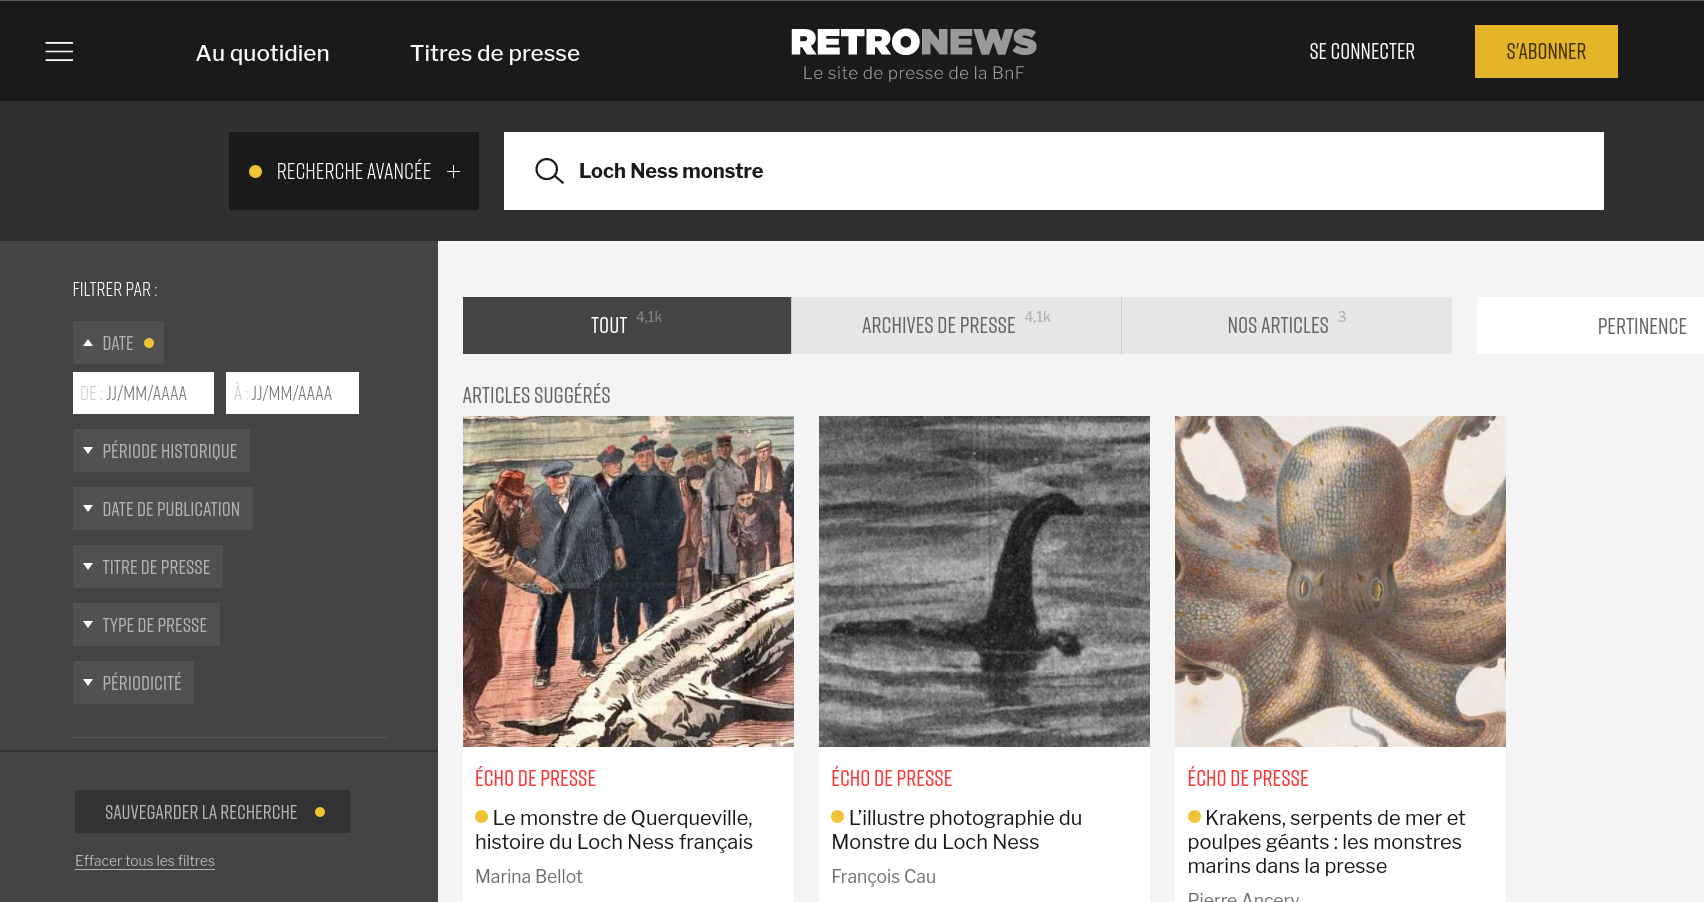 Au quotidien
Titres de presse
RETRONEWS
Le site de presse de la BnF
SE CONNECTER
S'ABONNER
RECHERCHE AVANCÉE
Loch Ness monstre
FILTRER PAR :
DATE
DE : JJ/MM/AAAA
À : JJ/MM/AAAA
PÉRIODE HISTORIQUE
DATE DE PUBLICATION
TITRE DE PRESSE
TYPE DE PRESSE
PÉRIODICITÉ
SAUVEGARDER LA RECHERCHE
Effacer tous les filtres
TOUT 4,1k
ARCHIVES DE PRESSE 4,1k
NOS ARTICLES 3
PERTINENCE
ARTICLES SUGGÉRÉS
ÉCHO DE PRESSE
Le monstre de Querqueville,
histoire du Loch Ness français
Marina Bellot
ÉCHO DE PRESSE
L'illustre photographie du
Monstre du Loch Ness
François Cau
ÉCHO DE PRESSE
Krakens, serpents de mer et
poulpes géants : les monstres
marins dans la presse
Pierre Ancery